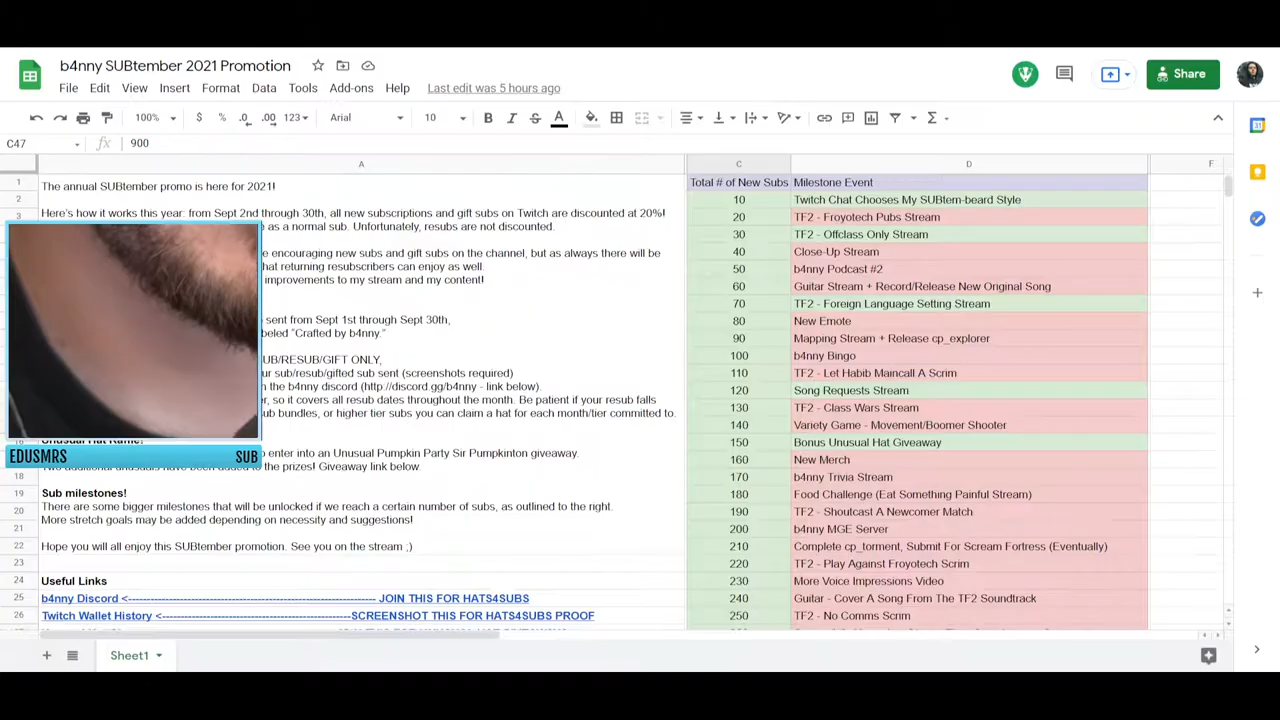 b4nny SUBtember 2021 Promotion
File Edit View Insert Format Data Tools Add-ons Help Last edit was 5 hours ago
Share
100% $ % .0 .00 123 Arial 10 B I S A Σ
C47 fx 900
A C D F
1 The annual SUBtember promo is here for 2021!
2
3 Here's how it works this year: from Sept 2nd through 30th, all new subscriptions and gift subs on Twitch are discounted at 20%!
as a normal sub. Unfortunately, resubs are not discounted.
encouraging new subs and gift subs on the channel, but as always there will be
that returning resubscribers can enjoy as well.
improvements to my stream and my content!
sent from Sept 1st through Sept 30th,
labeled "Crafted by b4nny."
SUB/RESUB/GIFT ONLY,
sub/resub/gifted sub sent (screenshots required)
the b4nny discord (http://discord.gg/b4nny - link below).
so it covers all resub dates throughout the month. Be patient if your resub falls
sub bundles, or higher tier subs you can claim a hat for each month/tier committed to.
enter into an Unusual Pumpkin Party Sir Pumpkinton giveaway.
to the prizes! Giveaway link below.
18
19 Sub milestones!
20 There are some bigger milestones that will be unlocked if we reach a certain number of subs, as outlined to the right.
21 More stretch goals may be added depending on necessity and suggestions!
22 Hope you will all enjoy this SUBtember promotion. See you on the stream ;)
23
24 Useful Links
25 b4nny Discord <-- JOIN THIS FOR HATS4SUBS
26 Twitch Wallet History <--SCREENSHOT THIS FOR HATS4SUBS PROOF
EDUSMRS SUB
Total # of New Subs Milestone Event
10 Twitch Chat Chooses My SUBtem-beard Style
20 TF2 - Froyotech Pubs Stream
30 TF2 - Offclass Only Stream
40 Close-Up Stream
50 b4nny Podcast #2
60 Guitar Stream + Record/Release New Original Song
70 TF2 - Foreign Language Setting Stream
80 New Emote
90 Mapping Stream + Release cp_explorer
100 b4nny Bingo
110 TF2 - Let Habib Maincall A Scrim
120 Song Requests Stream
130 TF2 - Class Wars Stream
140 Variety Game - Movement/Boomer Shooter
150 Bonus Unusual Hat Giveaway
160 New Merch
170 b4nny Trivia Stream
180 Food Challenge (Eat Something Painful Stream)
190 TF2 - Shoutcast A Newcomer Match
200 b4nny MGE Server
210 Complete cp_torment, Submit For Scream Fortress (Eventually)
220 TF2 - Play Against Froyotech Scrim
230 More Voice Impressions Video
240 Guitar - Cover A Song From The TF2 Soundtrack
250 TF2 - No Comms Scrim
Sheet1